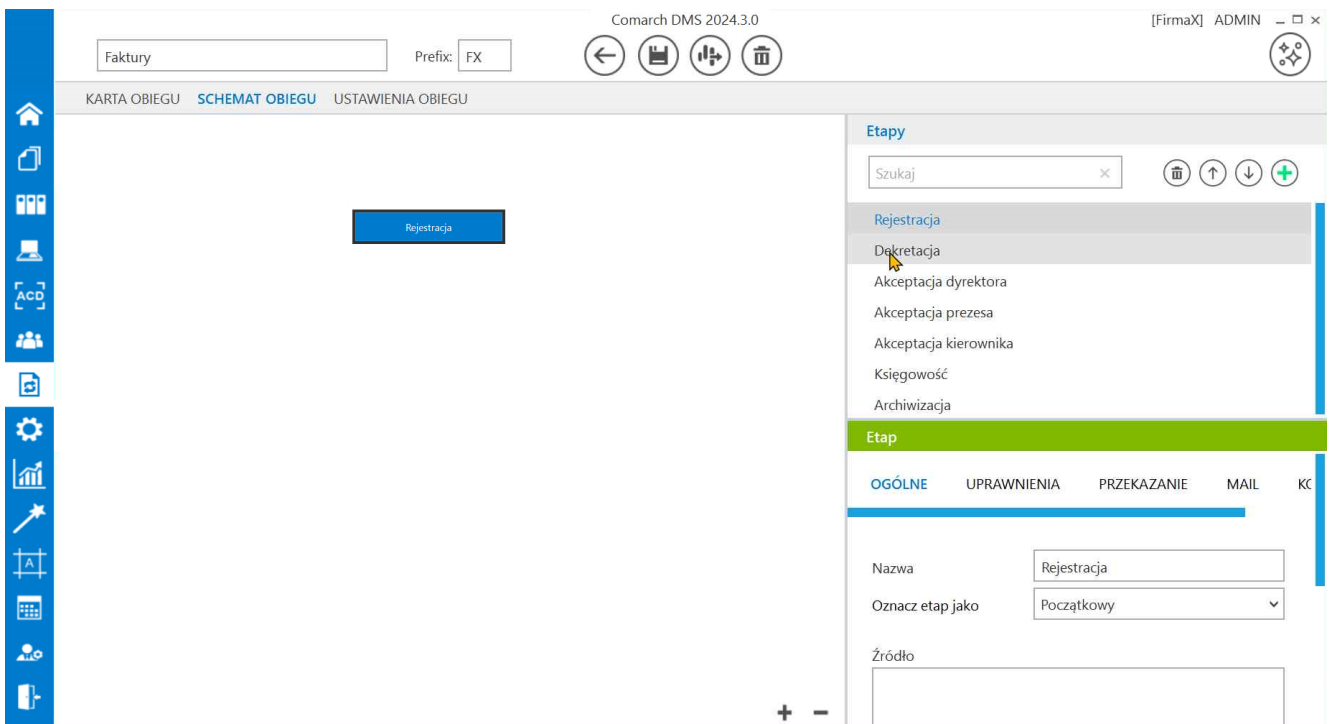 Comarch DMS 2024.3.0
[FirmaX] ADMIN
Faktury
Prefix: FX
KARTA OBIEGU SCHEMAT OBIEGU USTAWIENIA OBIEGU
Etapy
Szukaj
Rejestracja
Rejestracja
Dekretacja
Akceptacja dyrektora
Akceptacja prezesa
Akceptacja kierownika
Księgowość
Archiwizacja
ACD
A
Etap
OGÓLNE UPRAWNIENIA PRZEKAZANIE MAIL KO
Nazwa Rejestracja
Oznacz etap jako Początkowy
Źródło